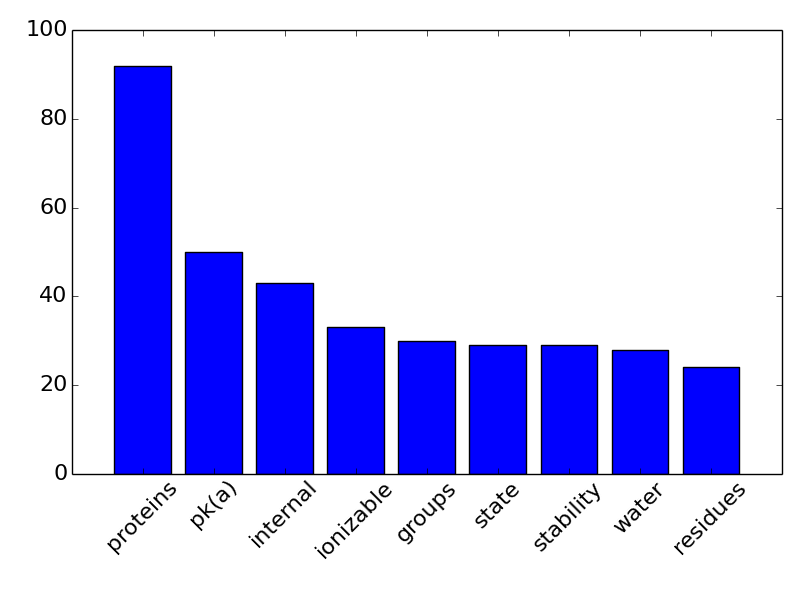 100
80
60
40
20
0
proteins
pk(a)
internal
ionizable
groups
state
stability
water
residues